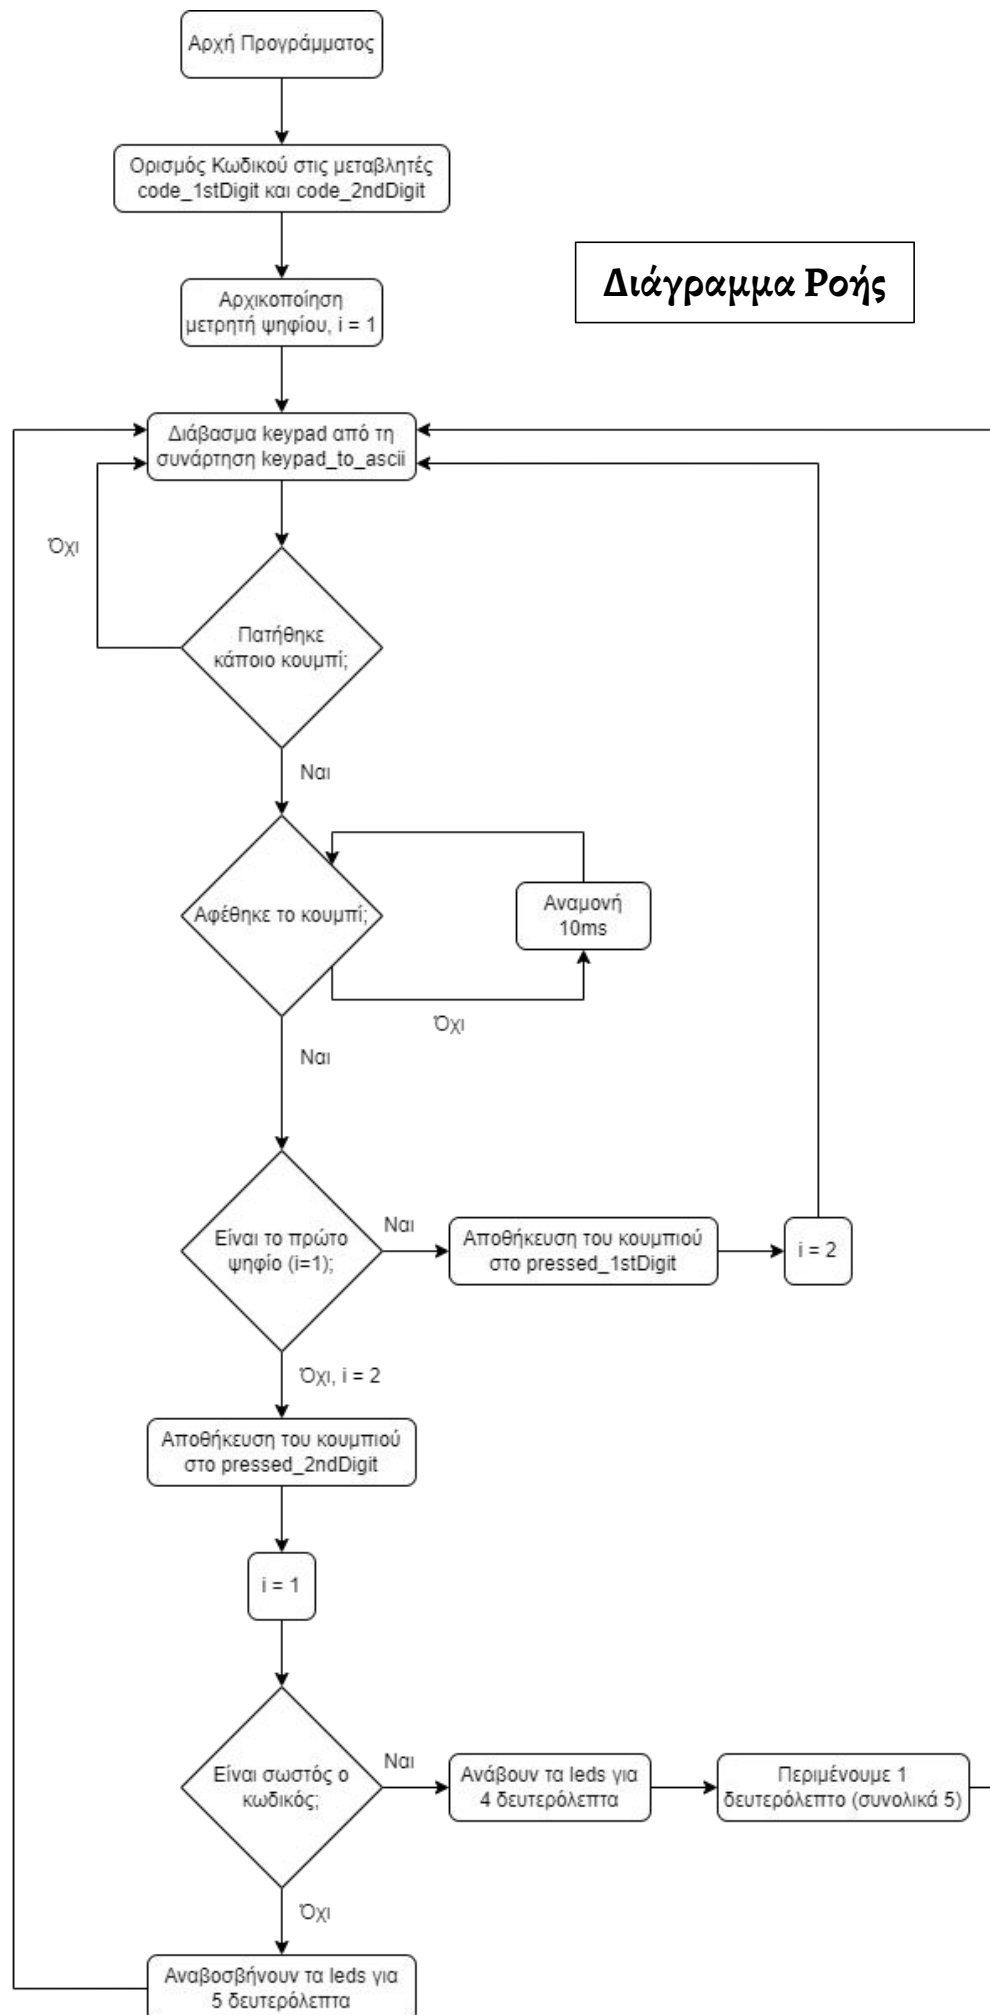 Αρχή Προγράμματος
Ορισμός Κωδικού στις μεταβλητές
code_1stDigit και code_2ndDigit
Διάγραμμα Ροής
Αρχικοποίηση
μετρητή ψηφίου, i = 1
Διάβασμα keypad από τη
συνάρτηση keypad_to_ascii
Όχι
Πατήθηκε
κάποιο κουμπί;
Ναι
Αφέθηκε το κουμπί;
Αναμονή
10ms
Όχι
Ναι
Είναι το πρώτο
ψηφίο (i=1);
Ναι
Αποθήκευση του κουμπιού
στο pressed_1stDigit
i = 2
Όχι, i = 2
Αποθήκευση του κουμπιού
στο pressed_2ndDigit
i = 1
Είναι σωστός ο
κωδικός;
Ναι
Ανάβουν τα leds για
4 δευτερόλεπτα
Περιμένουμε 1
δευτερόλεπτο (συνολικά 5)
Όχι
Αναβοσβήνουν τα leds για
5 δευτερόλεπτα